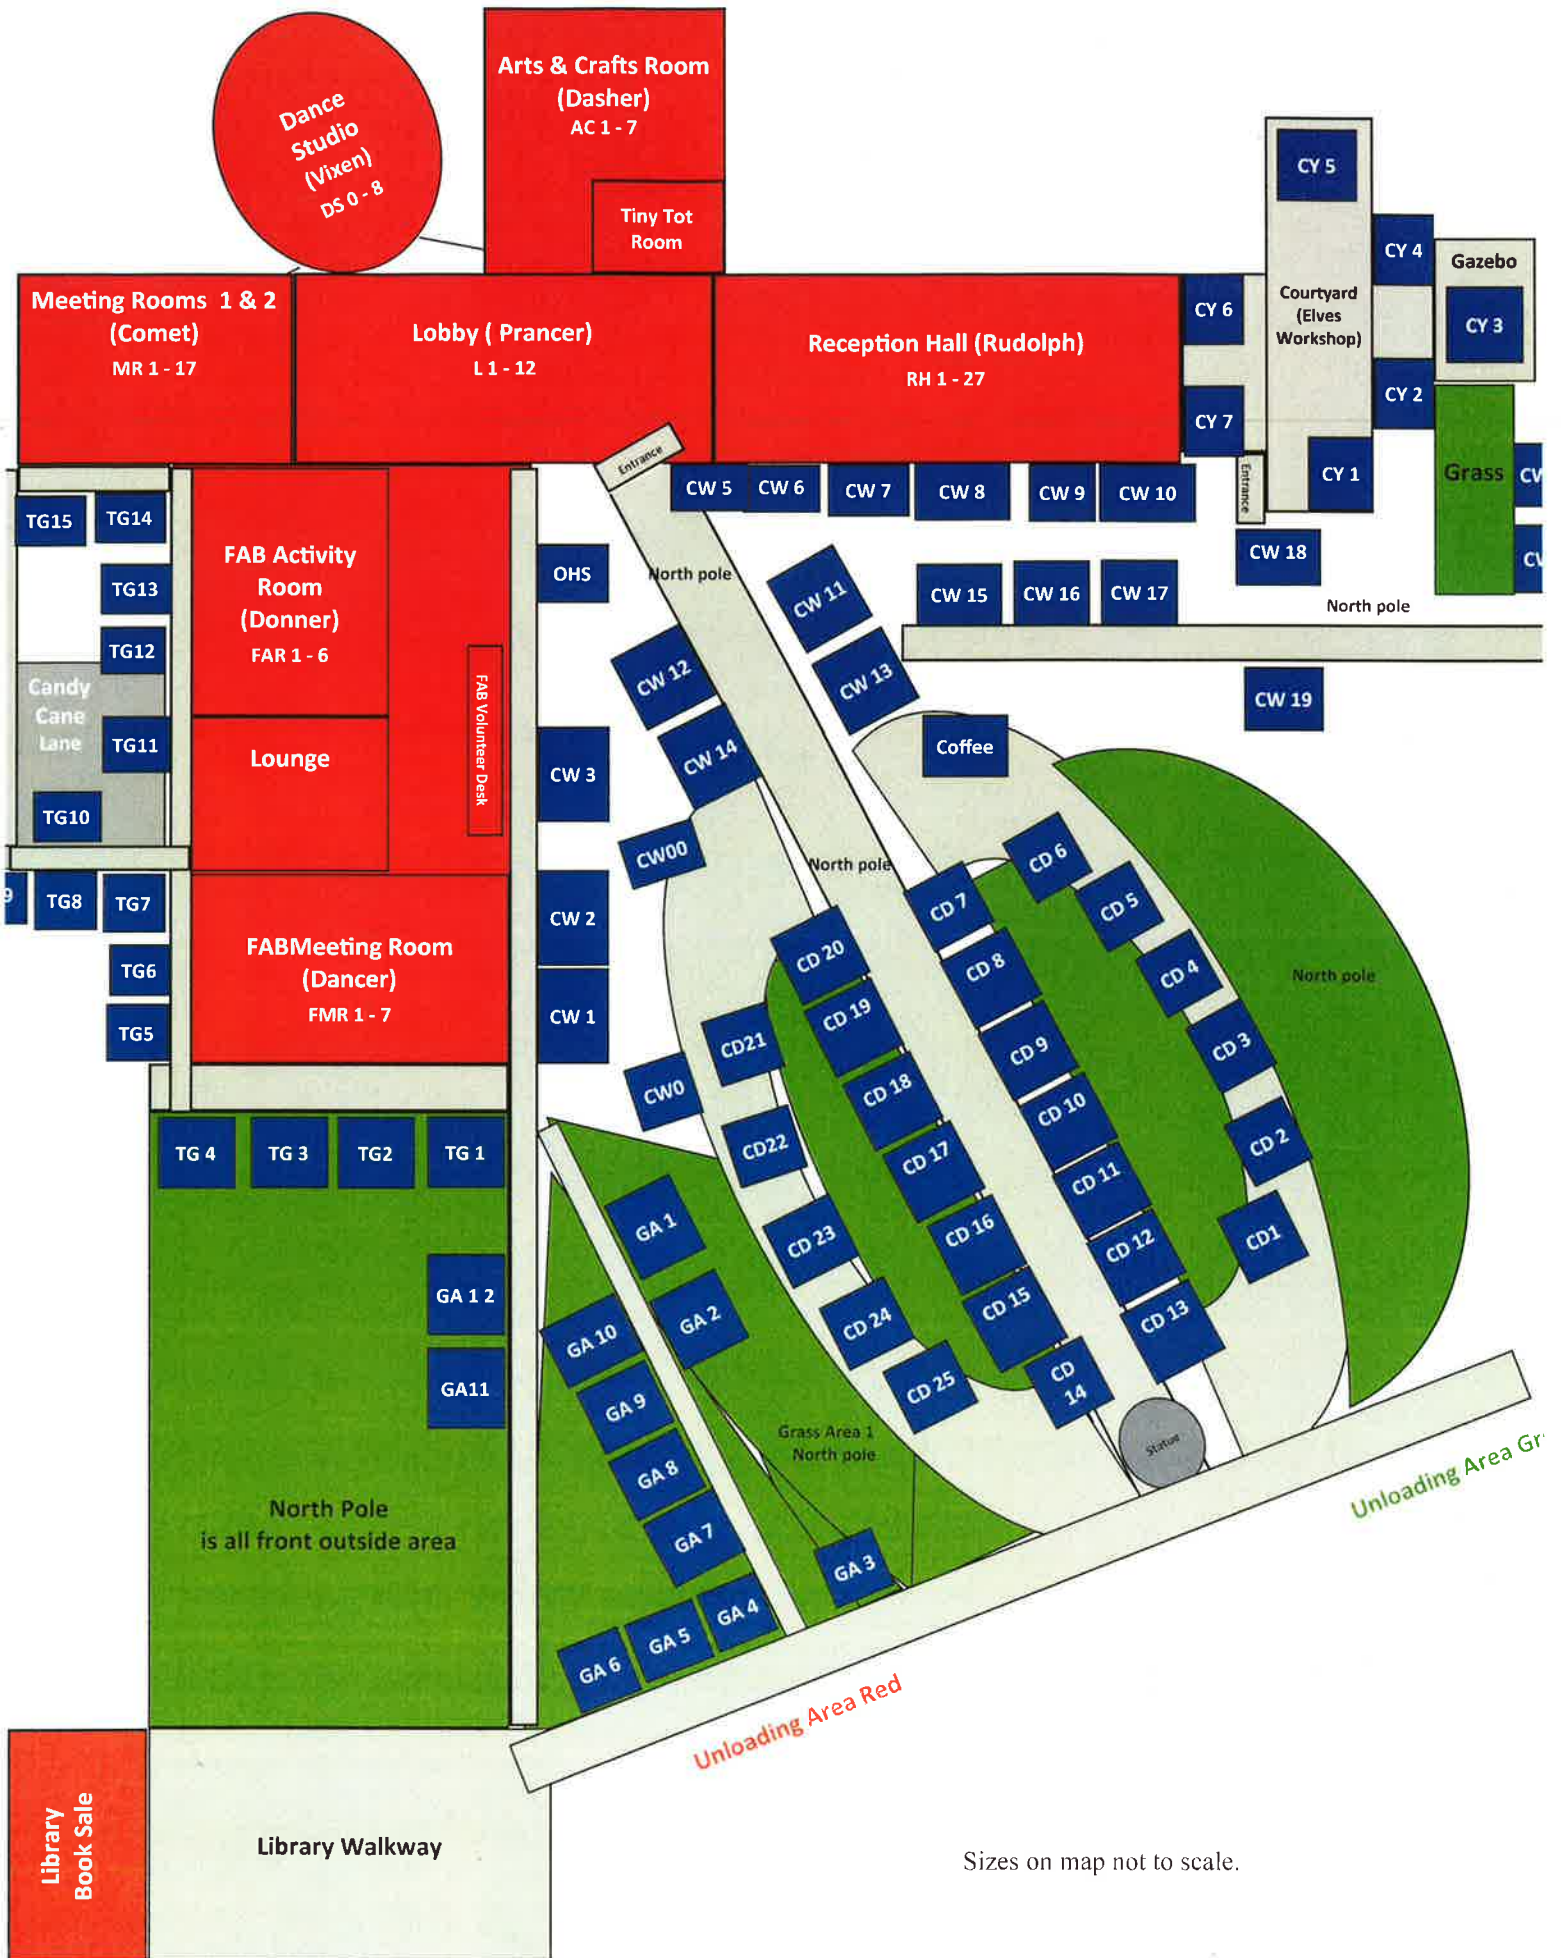 Arts & Crafts Room
(Dasher)
AC 1 - 7
Dance
Studio
(Vixen)
DS 0 - 8
Tiny Tot
Room
CY 5
CY 4
Gazebo
CY 3
Courtyard
(Elves
Workshop)
CY 6
CY 7
CY 2
CY 1
Meeting Rooms 1 & 2
(Comet)
MR 1 - 17
Lobby ( Prancer)
L 1 - 12
Reception Hall (Rudolph)
RH 1 - 27
Entrance
Entrance
Grass
CW 5
CW 6
CW 7
CW 8
CW 9
CW 10
CW
TG15
TG14
TG13
TG12
TG11
TG10
Candy
Cane
Lane
FAB Activity
Room
(Donner)
FAR 1 - 6
Lounge
FAB Volunteer Desk
OHS
North pole
CW 11
CW 12
CW 13
CW 14
CW 15
CW 16
CW 17
CW 18
North pole
CW 19
Coffee
CW 3
CW00
North pole
9
TG8
TG7
TG6
TG5
FABMeeting Room
(Dancer)
FMR 1 - 7
CW 2
CW 1
CW0
CD 6
CD 5
CD 4
CD 3
CD 2
CD1
North pole
CD 7
CD 8
CD 9
CD 10
CD 11
CD 12
CD 13
CD 20
CD 19
CD 18
CD 17
CD 16
CD 15
CD
14
CD21
CD22
CD 23
CD 24
CD 25
TG 4
TG 3
TG2
TG 1
GA 1 2
GA11
GA 1
GA 2
GA 10
GA 9
GA 8
GA 7
GA 3
GA 4
GA 5
GA 6
Grass Area 1
North pole
Statue
North Pole
is all front outside area
Unloading Area Gr
Unloading Area Red
Library
Book Sale
Library Walkway
Sizes on map not to scale.